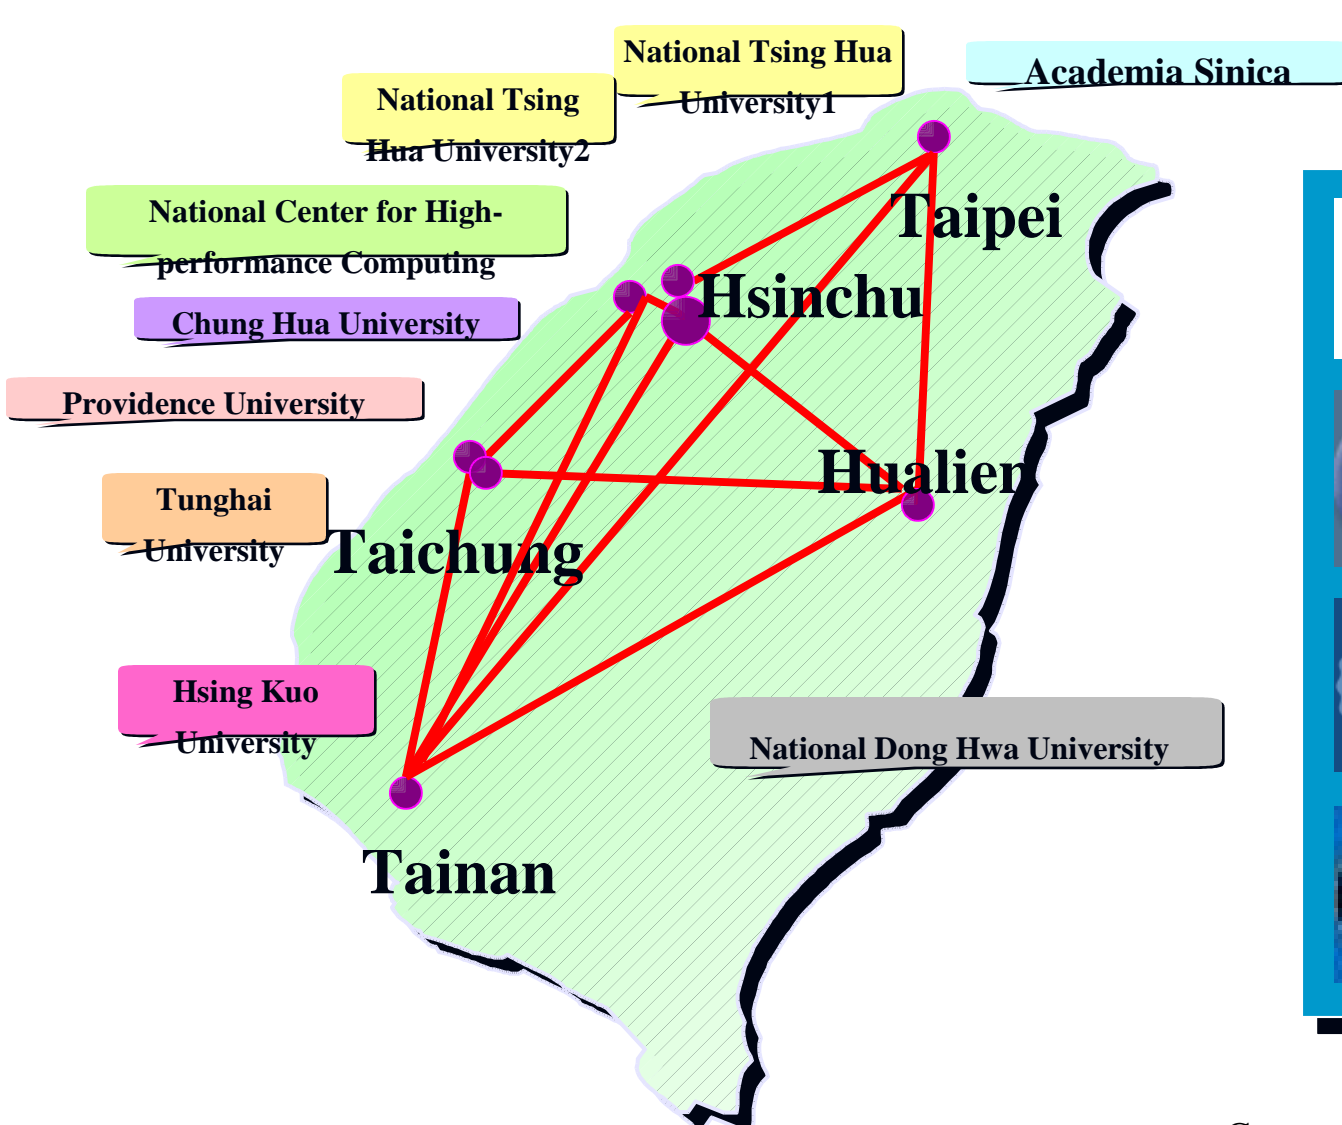 National Tsing Hua
University1
Academia Sinica
National Tsing
Hua University2
National Center for High-
performance Computing
Taipei
Hsinchu
Chung Hua University
Providence University
Hualien
Tunghai
University
Taichung
Hsing Kuo
University
National Dong Hwa University
Tainan